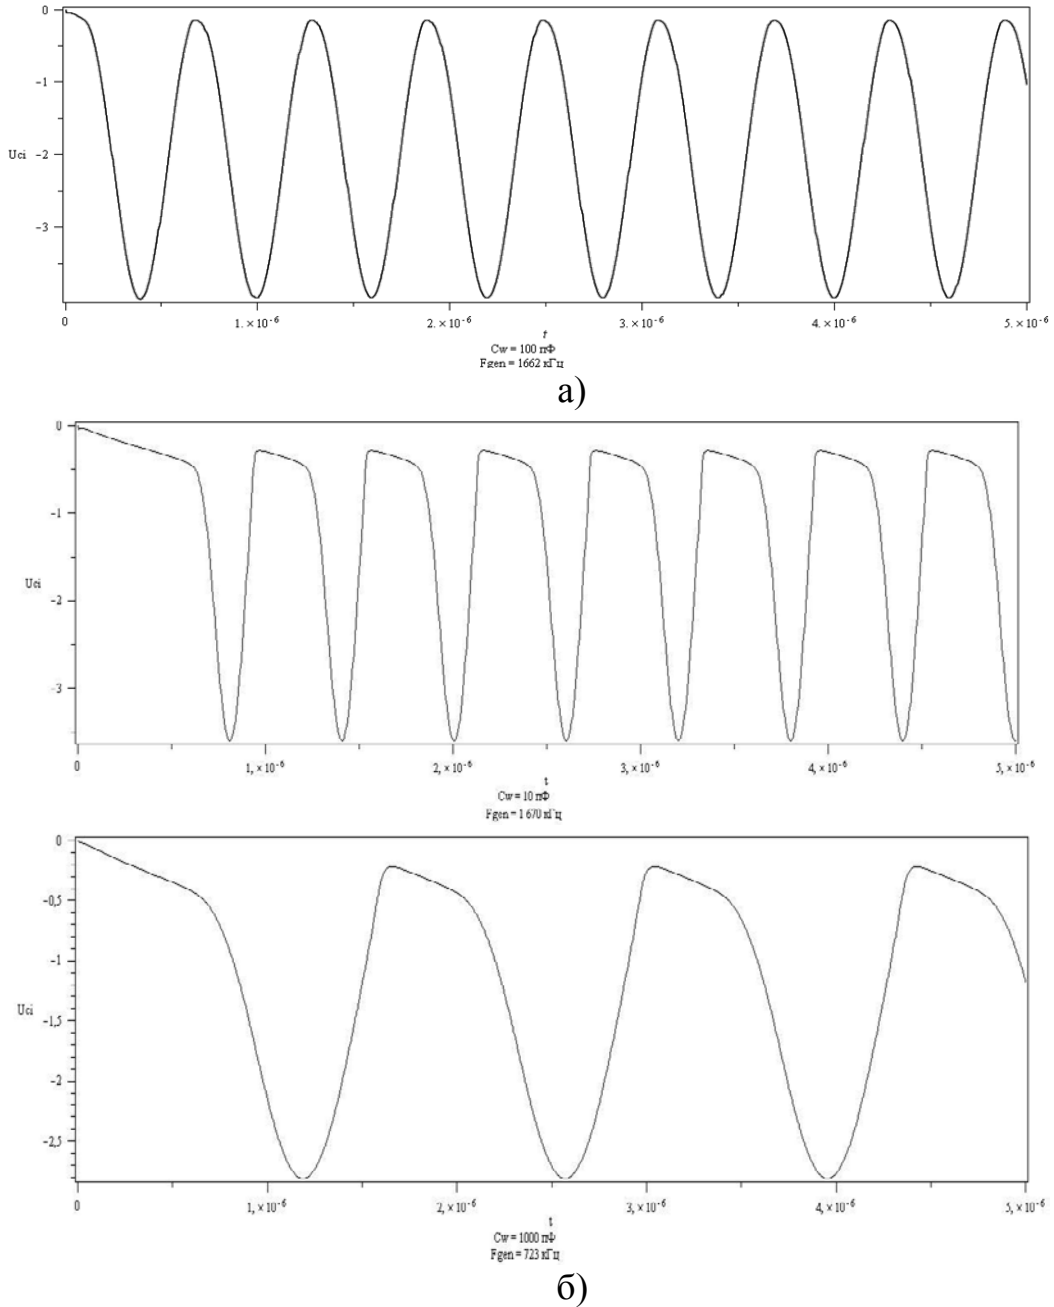 0
-1
Uci
-2
-3
0 1.×10⁻⁶ 2.×10⁻⁶ 3.×10⁻⁶ 4.×10⁻⁶ 5.×10⁻⁶
t
Cw = 100 пФ
Fgen = 1662 кГц
а)
0
-1
Uci
-2
-3
0 1,×10⁻⁶ 2,×10⁻⁶ 3,×10⁻⁶ 4,×10⁻⁶ 5,×10⁻⁶
t
Cw = 10 пФ
Fgen = 1 670 кГц
0
-0,5
-1
Uci
-1,5
-2
-2,5
0 1,×10⁻⁶ 2,×10⁻⁶ 3,×10⁻⁶ 4,×10⁻⁶ 5,×10⁻⁶
t
Cw = 1000 пФ
Fgen = 723 кГц
б)